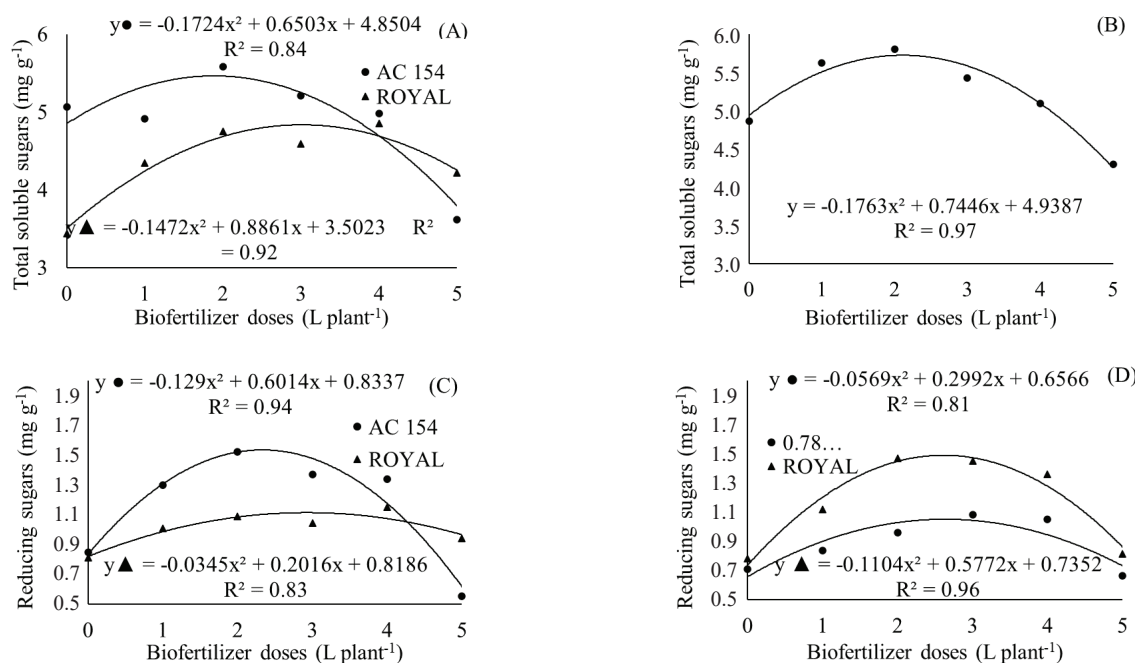 y● = -0.1724x² + 0.6503x + 4.8504
R² = 0.84
(A)
● AC 154
▲ ROYAL
Total soluble sugars (mg g⁻¹)
6
5
4
3
y ▲ = -0.1472x² + 0.8861x + 3.5023 R²
= 0.92
0 1 2 3 4 5
Biofertilizer doses (L plant⁻¹)
(B)
Total soluble sugars (mg g⁻¹)
6.0
5.5
5.0
4.5
4.0
3.5
3.0
y = -0.1763x² + 0.7446x + 4.9387
R² = 0.97
0 1 2 3 4 5
Biofertilizer doses (L plant⁻¹)
y ● = -0.129x² + 0.6014x + 0.8337
R² = 0.94
(C)
● AC 154
▲ ROYAL
Reducing sugars (mg g⁻¹)
1.9
1.7
1.5
1.3
1.1
0.9
0.7
0.5
y ▲ = -0.0345x² + 0.2016x + 0.8186
R² = 0.83
0 1 2 3 4 5
Biofertilizer doses (L plant⁻¹)
y ● = -0.0569x² + 0.2992x + 0.6566
R² = 0.81
(D)
● 0.78…
▲ ROYAL
Reducing sugars (mg g⁻¹)
1.9
1.7
1.5
1.3
1.1
0.9
0.7
0.5
y ▲ = -0.1104x² + 0.5772x + 0.7352
R² = 0.96
0 1 2 3 4 5
Biofertilizer doses (L plant⁻¹)